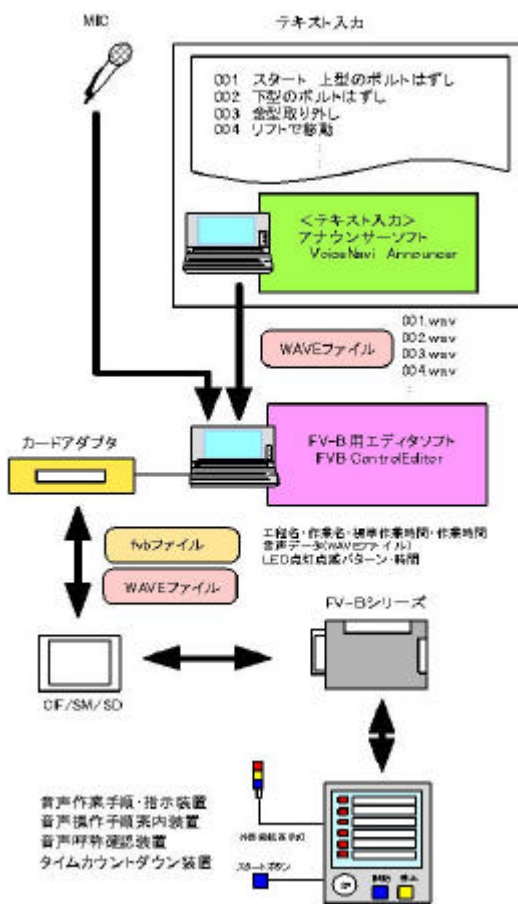 MIC
テキスト入力
001 スタート 上型のボルトはずし
002 下型のボルトはずし
003 金型取り外し
004 リフトで移動
＜テキスト入力＞
アナウンサーソフト
VoiceNavi Announcer
WAVEファイル
001.wav
002.wav
003.wav
004.wav
カードアダプタ
FV-B用エディタソフト
FVB ControlEditor
fvbファイル
WAVEファイル
工程名・作業名・標準作業時間・作業時間
音声データ(WAVEファイル)
LED点灯点滅パターン・時間
FV-Bシリーズ
CIF/SM/SD
音声作業手順・指示装置
音声操作手順案内装置
音声呼称確認装置
タイムカウントダウン装置
スタートボタン